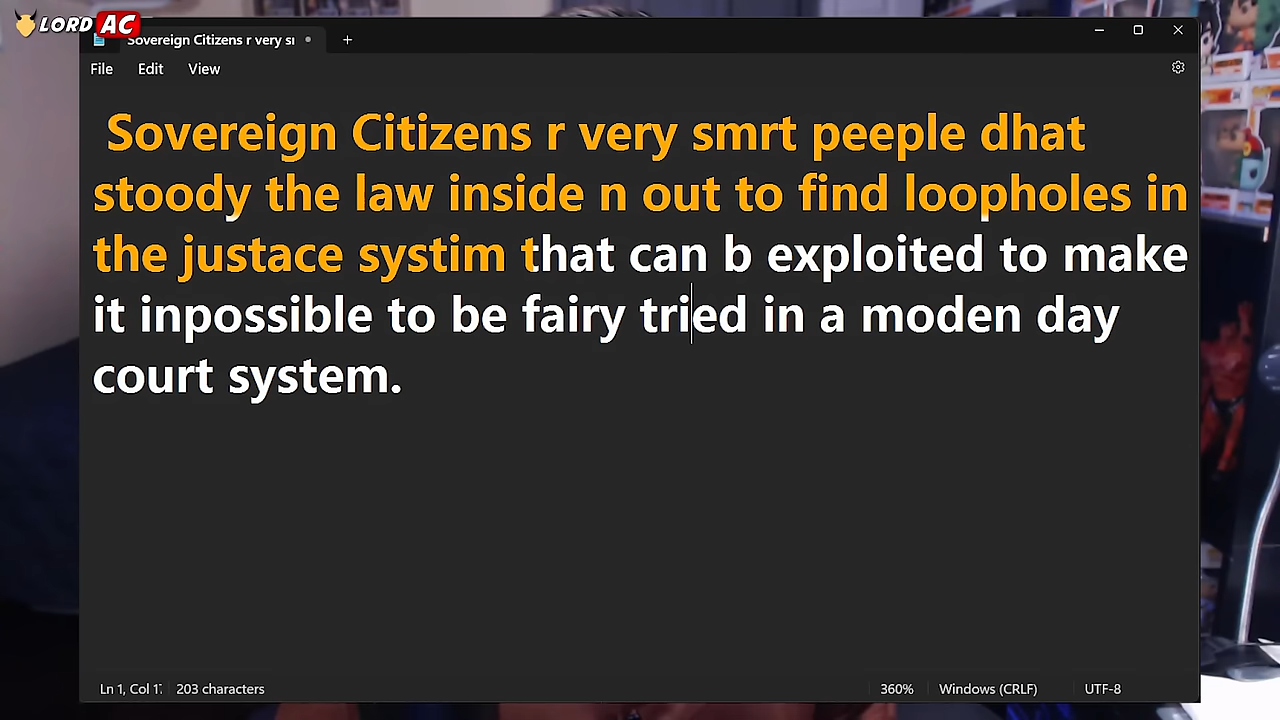 LORD AC
Sovereign Citizens r very sr
File Edit View
Sovereign Citizens r very smrt peeple dhat
stoody the law inside n out to find loopholes in
the justace systim that can b exploited to make
it inpossible to be fairy tried in a moden day
court system.
Ln 1, Col 17 203 characters 360% Windows (CRLF) UTF-8